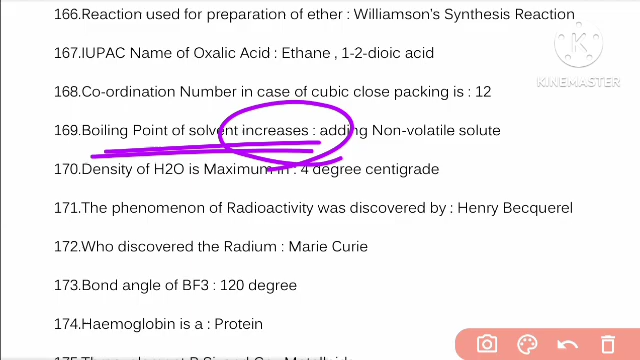 166.Reaction used for preparation of ether : Williamson's Synthesis Reaction
167.IUPAC Name of Oxalic Acid : Ethane , 1-2-dioic acid
KINEMASTER
168.Co-ordination Number in case of cubic close packing is : 12
169.Boiling Point of solvent increases : adding Non-volatile solute
170.Density of H2O is Maximum in : 4 degree centigrade
171.The phenomenon of Radioactivity was discovered by : Henry Becquerel
172.Who discovered the Radium : Marie Curie
173.Bond angle of BF3 : 120 degree
174.Haemoglobin is a : Protein